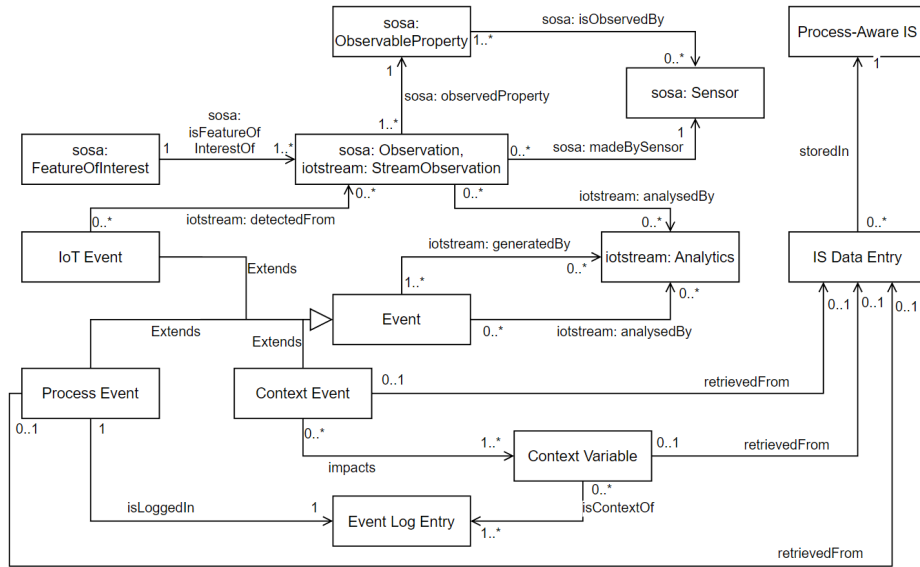 sosa: isObservedBy
sosa:
ObservableProperty
1..*
Process-Aware IS
0..*
1
1
sosa: Sensor
sosa: observedProperty
sosa:
isFeatureOf
InterestOf
1..*
1
storedIn
sosa:
FeatureOfInterest
1
1..*
sosa: Observation,
iotstream: StreamObservation
0..*
sosa: madeBySensor
0..*
0..*
iotstream: analysedBy
0..*
iotstream: detectedFrom
0..*
0..*
IoT Event
iotstream: generatedBy
iotstream: Analytics
IS Data Entry
Extends
0..*
1..*
0..*
0..1
0..1
0..1
Extends
Event
0..*
iotstream: analysedBy
Extends
Process Event
Context Event
0..1
retrievedFrom
0..1
1
0..*
1..*
Context Variable
0..1
retrievedFrom
impacts
0..*
isContextOf
isLoggedIn
1
Event Log Entry
1..*
retrievedFrom